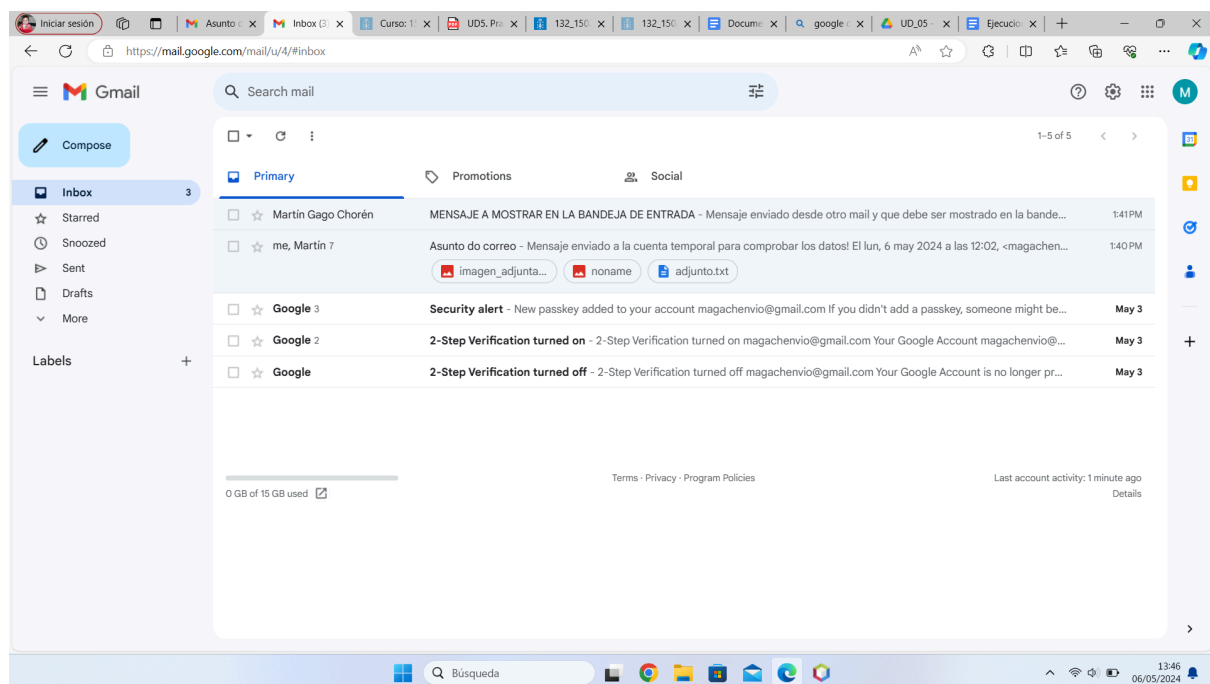 Iniciar sesión
Asunto d
Inbox (3)
Curso: 1
UD5. Pra
132_150
132_150
Docume
google d
UD_05 -
Ejecucio
https://mail.google.com/mail/u/4/#inbox
Gmail
Search mail
M
Compose
1–5 of 5
31
Primary
Promotions
Social
Inbox 3
Starred
Snoozed
Sent
Drafts
More
Labels
Martín Gago Chorén MENSAJE A MOSTRAR EN LA BANDEJA DE ENTRADA - Mensaje enviado desde otro mail y que debe ser mostrado en la bande... 1:41 PM
me, Martín 7 Asunto do correo - Mensaje enviado a la cuenta temporal para comprobar los datos! El lun, 6 may 2024 a las 12:02, <magachen... 1:40 PM
imagen_adjunta... noname adjunto.txt
Google 3 Security alert - New passkey added to your account magachenvio@gmail.com If you didn't add a passkey, someone might be... May 3
Google 2 2-Step Verification turned on - 2-Step Verification turned on magachenvio@gmail.com Your Google Account magachenvio@... May 3
Google 2-Step Verification turned off - 2-Step Verification turned off magachenvio@gmail.com Your Google Account is no longer pr... May 3
0 GB of 15 GB used
Terms · Privacy · Program Policies
Last account activity: 1 minute ago
Details
Búsqueda
13:46
06/05/2024